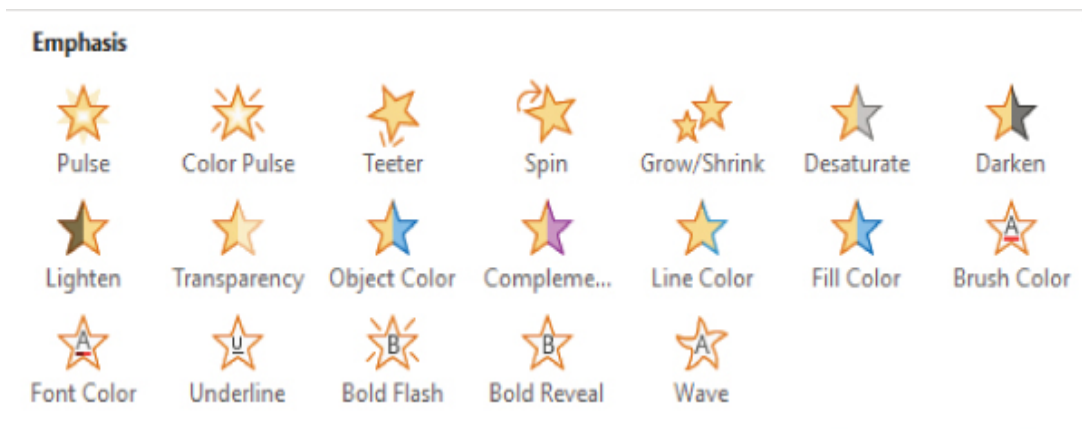 Emphasis
Pulse Color Pulse Teeter Spin Grow/Shrink Desaturate Darken
Lighten Transparency Object Color Compleme... Line Color Fill Color Brush Color
A
A U B B A
Font Color Underline Bold Flash Bold Reveal Wave